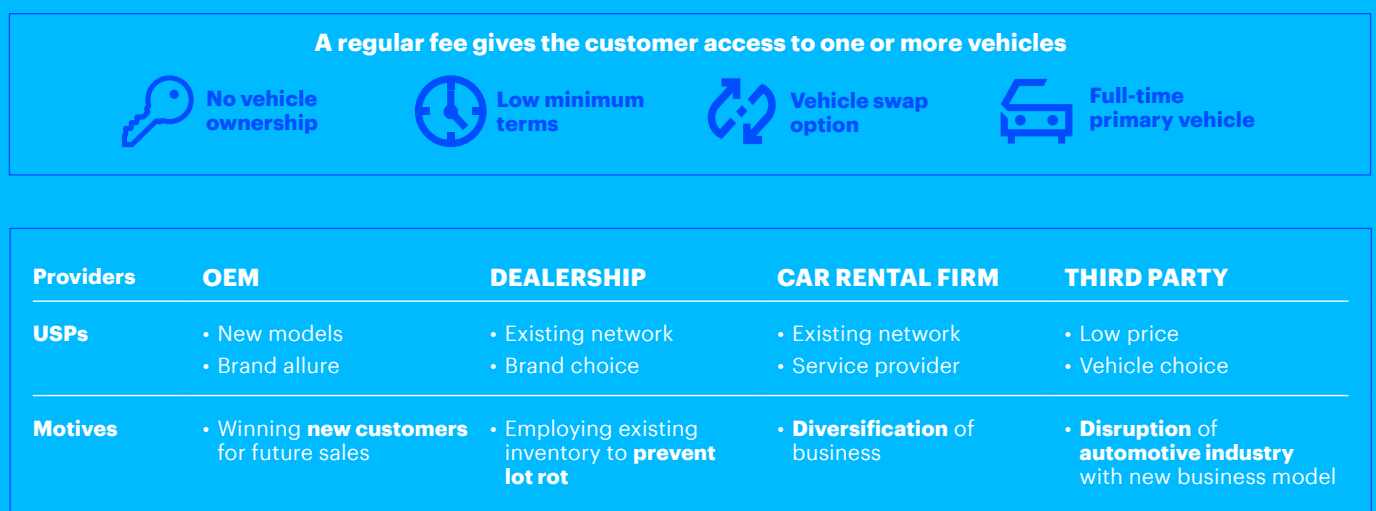 A regular fee gives the customer access to one or more vehicles
No vehicle
ownership
Low minimum
terms
Vehicle swap
option
Full-time
primary vehicle
Providers OEM DEALERSHIP CAR RENTAL FIRM THIRD PARTY
USPs • New models • Existing network • Existing network • Low price
• Brand allure • Brand choice • Service provider • Vehicle choice
Motives • Winning new customers • Employing existing • Diversification of • Disruption of
for future sales inventory to prevent business automotive industry
lot rot with new business model